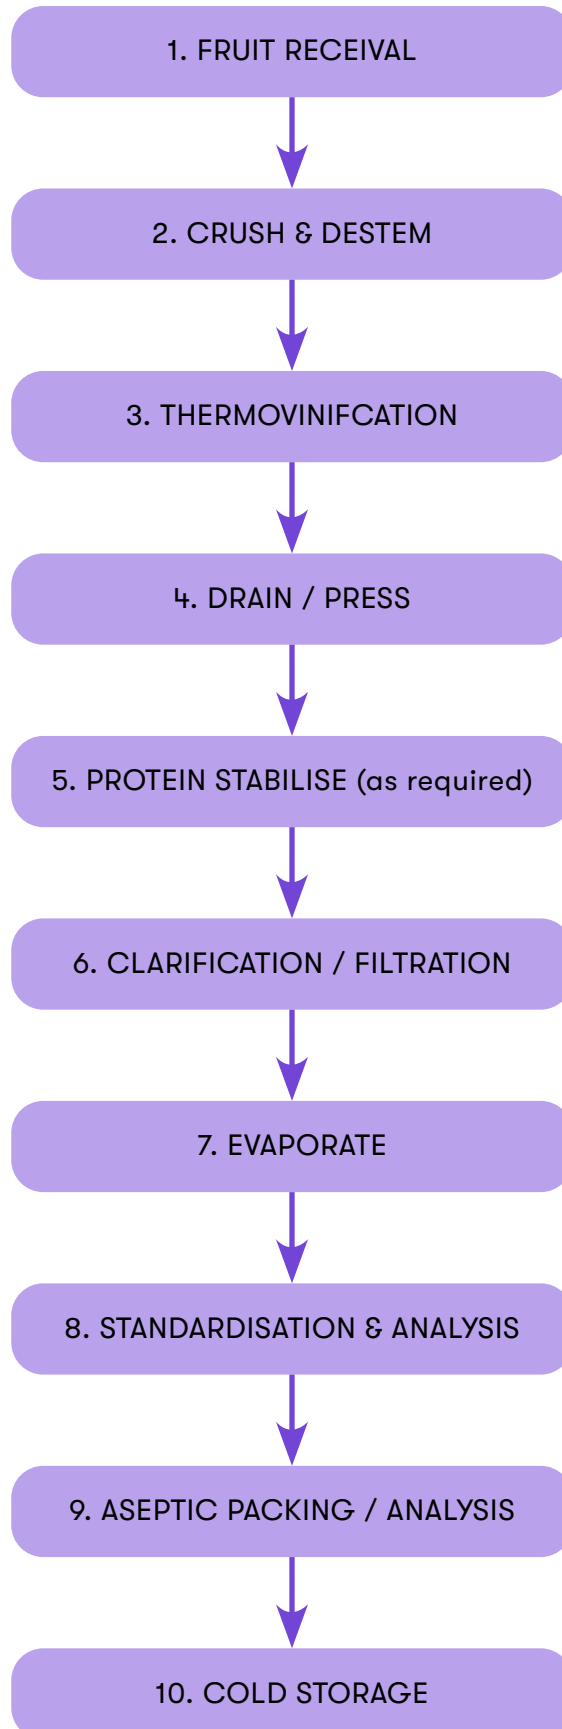 1. FRUIT RECEIVAL
2. CRUSH & DESTEM
3. THERMOVINIFCATION
4. DRAIN / PRESS
5. PROTEIN STABILISE (as required)
6. CLARIFICATION / FILTRATION
7. EVAPORATE
8. STANDARDISATION & ANALYSIS
9. ASEPTIC PACKING / ANALYSIS
10. COLD STORAGE